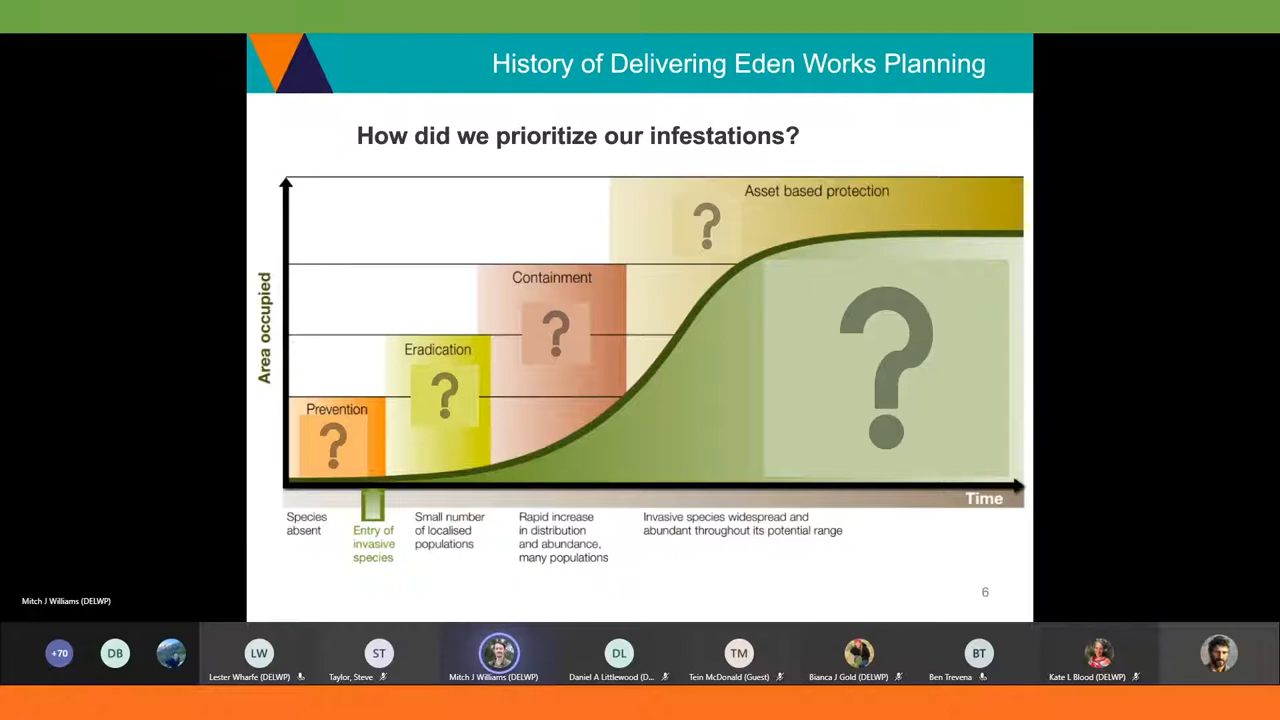 History of Delivering Eden Works Planning
How did we prioritize our infestations?
Asset based protection
?
Containment
?
Eradication
?
Prevention
?
?
Area occupied
Time
Species
absent
Entry of
invasive
species
Small number
of localised
populations
Rapid increase
in distribution
and abundance,
many populations
Invasive species widespread and
abundant throughout its potential range
6
Mitch J Williams (DELWP)
+70
DB
LW
ST
DL
TM
BT
Lester Wharfe (DELWP)
Taylor, Steve
Mitch J Williams (DELWP)
Daniel A Littlewood (D...
Tein McDonald (Guest)
Bianca J Gold (DELWP)
Ben Trevena
Kate L Blood (DELWP)